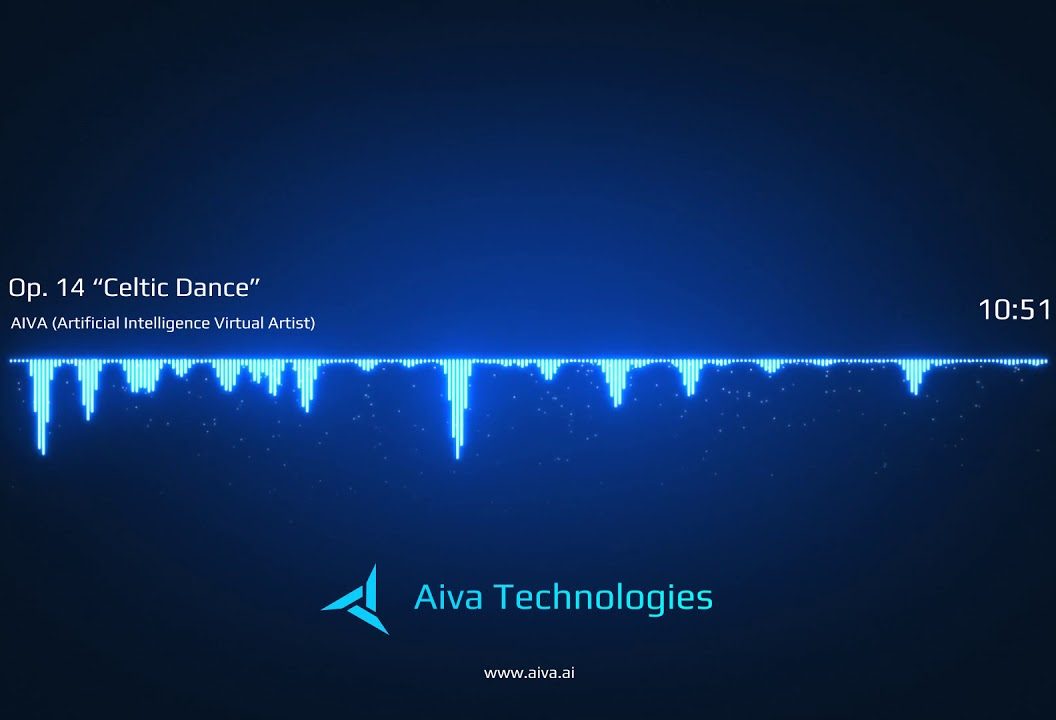 Op. 14 “Celtic Dance”
AIVA (Artificial Intelligence Virtual Artist)
10:51
Aiva Technologies
www.aiva.ai